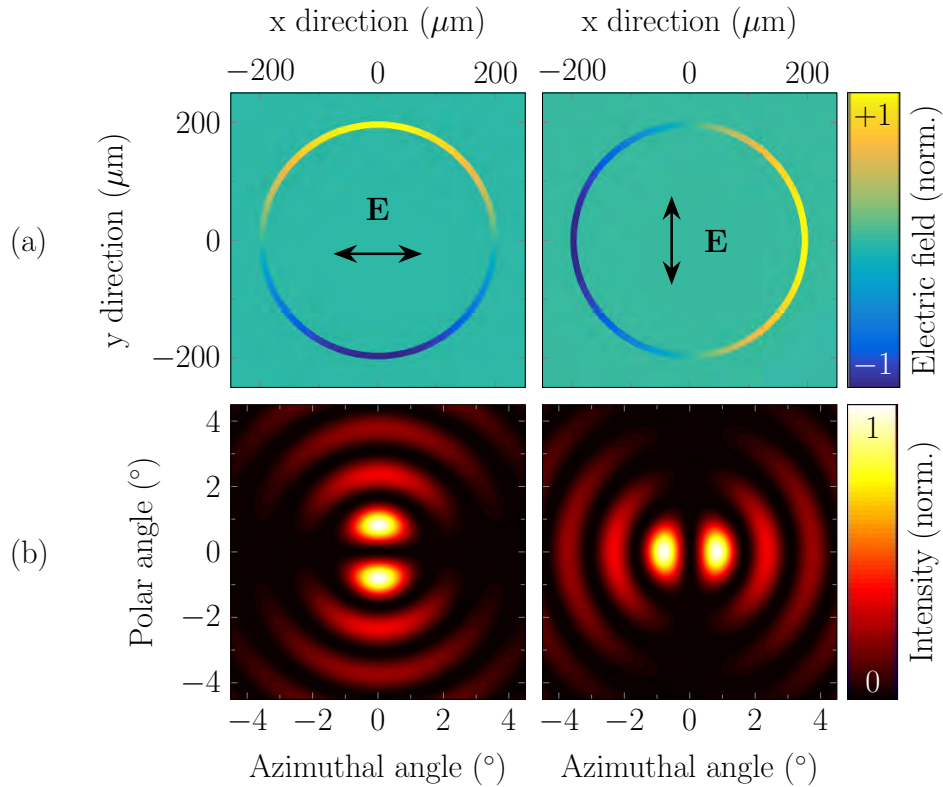 x direction (μm)
x direction (μm)
−200 0 200
−200 0 200
(a)
y direction (μm)
200
0
−200
E
E
+1
−1
Electric field (norm.)
(b)
Polar angle (°)
4
2
0
−2
−4
1
0
Intensity (norm.)
−4 −2 0 2 4
−4 −2 0 2 4
Azimuthal angle (°)
Azimuthal angle (°)